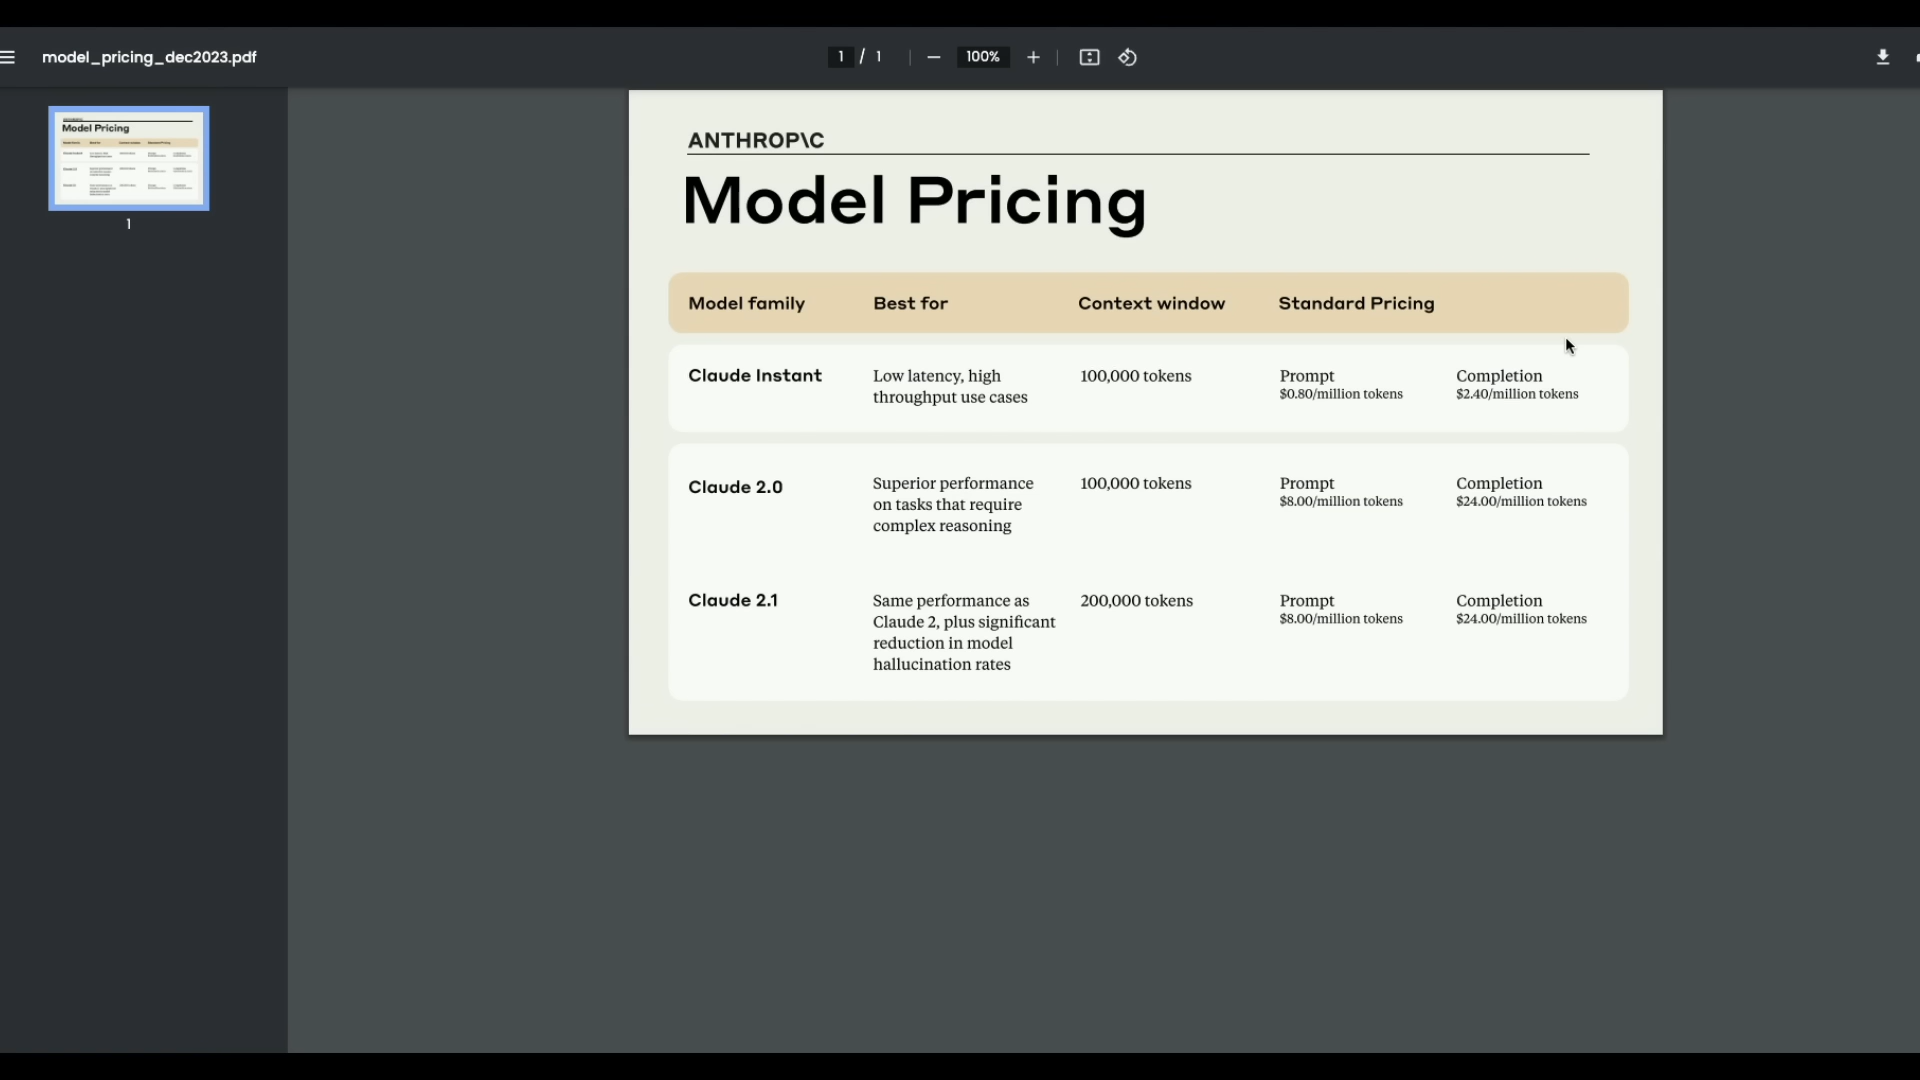 model_pricing_dec2023.pdf
1 / 1
100%
Model Pricing
1
ANTHROP\C
Model Pricing
Model family Best for Context window Standard Pricing
Claude Instant
Low latency, high
throughput use cases
100,000 tokens
Prompt
$0.80/million tokens
Completion
$2.40/million tokens
Claude 2.0
Superior performance
on tasks that require
complex reasoning
100,000 tokens
Prompt
$8.00/million tokens
Completion
$24.00/million tokens
Claude 2.1
Same performance as
Claude 2, plus significant
reduction in model
hallucination rates
200,000 tokens
Prompt
$8.00/million tokens
Completion
$24.00/million tokens